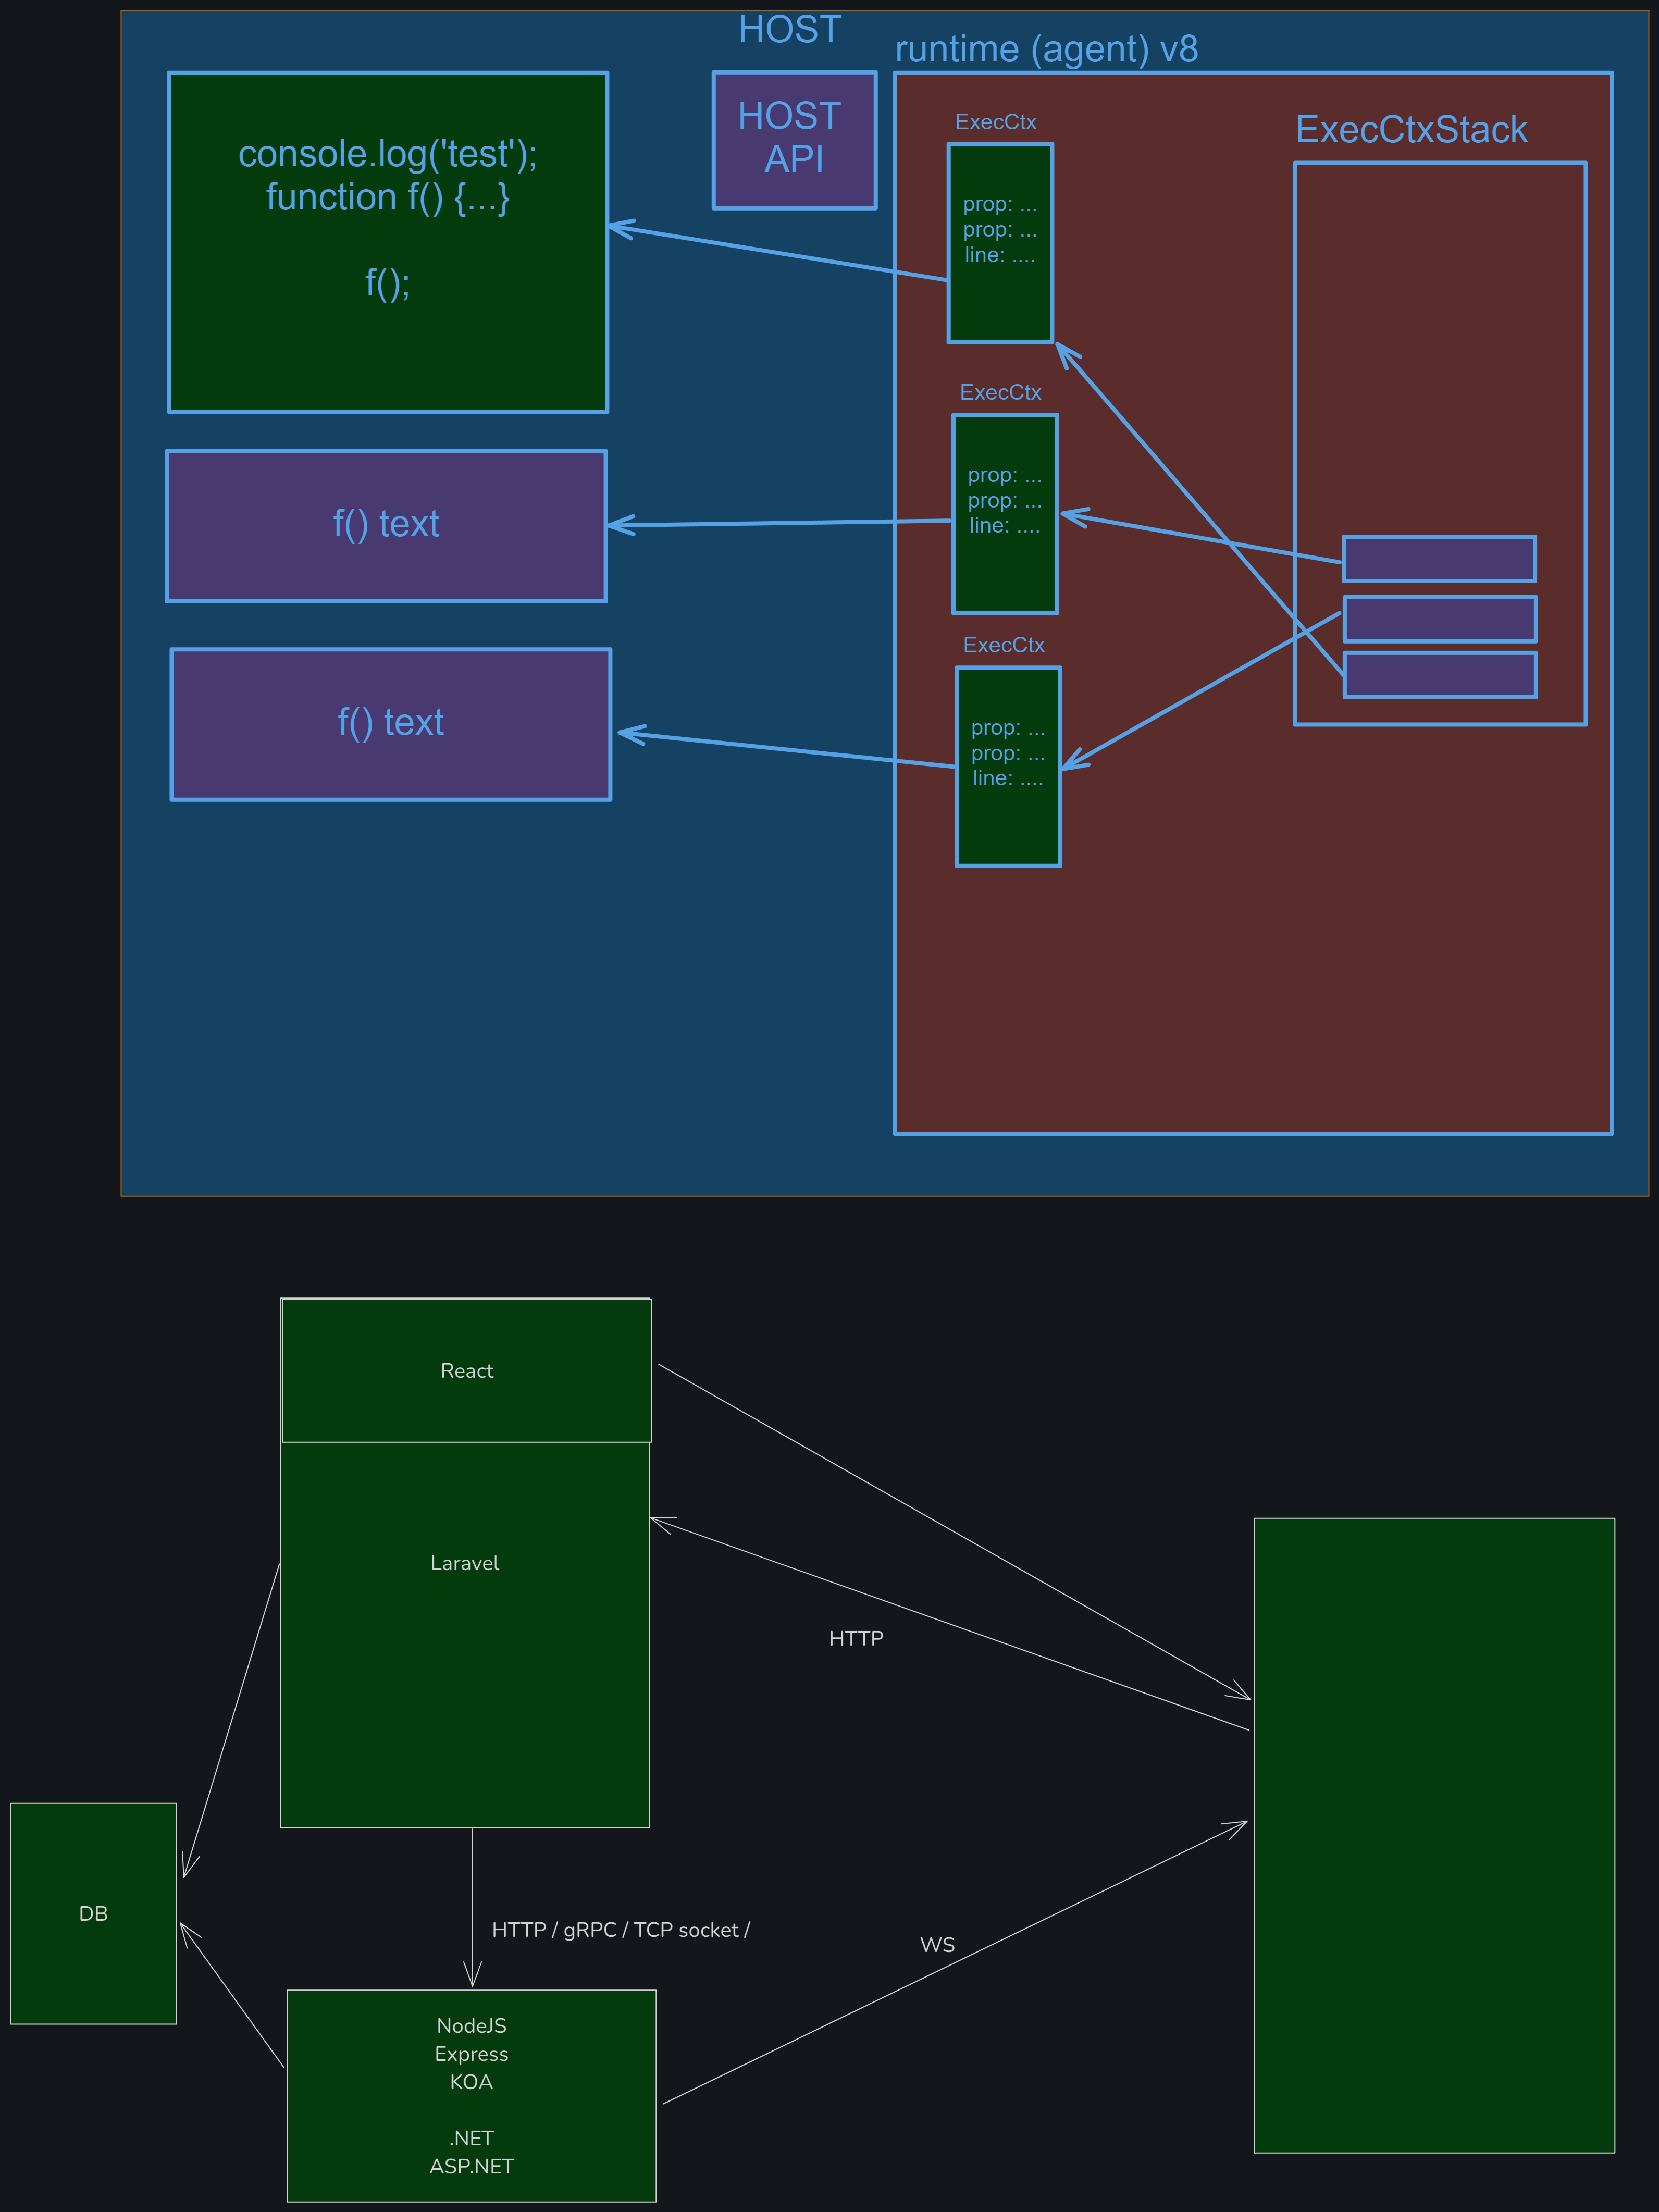 HOST
runtime (agent) v8
console.log('test');
function f() {...}
f();
HOST
API
ExecCtx
prop: ...
prop: ...
line: ....
ExecCtxStack
ExecCtx
prop: ...
prop: ...
line: ....
f() text
ExecCtx
prop: ...
prop: ...
line: ....
f() text
React
Laravel
HTTP
DB
HTTP / gRPC / TCP socket /
WS
NodeJS
Express
KOA
.NET
ASP.NET